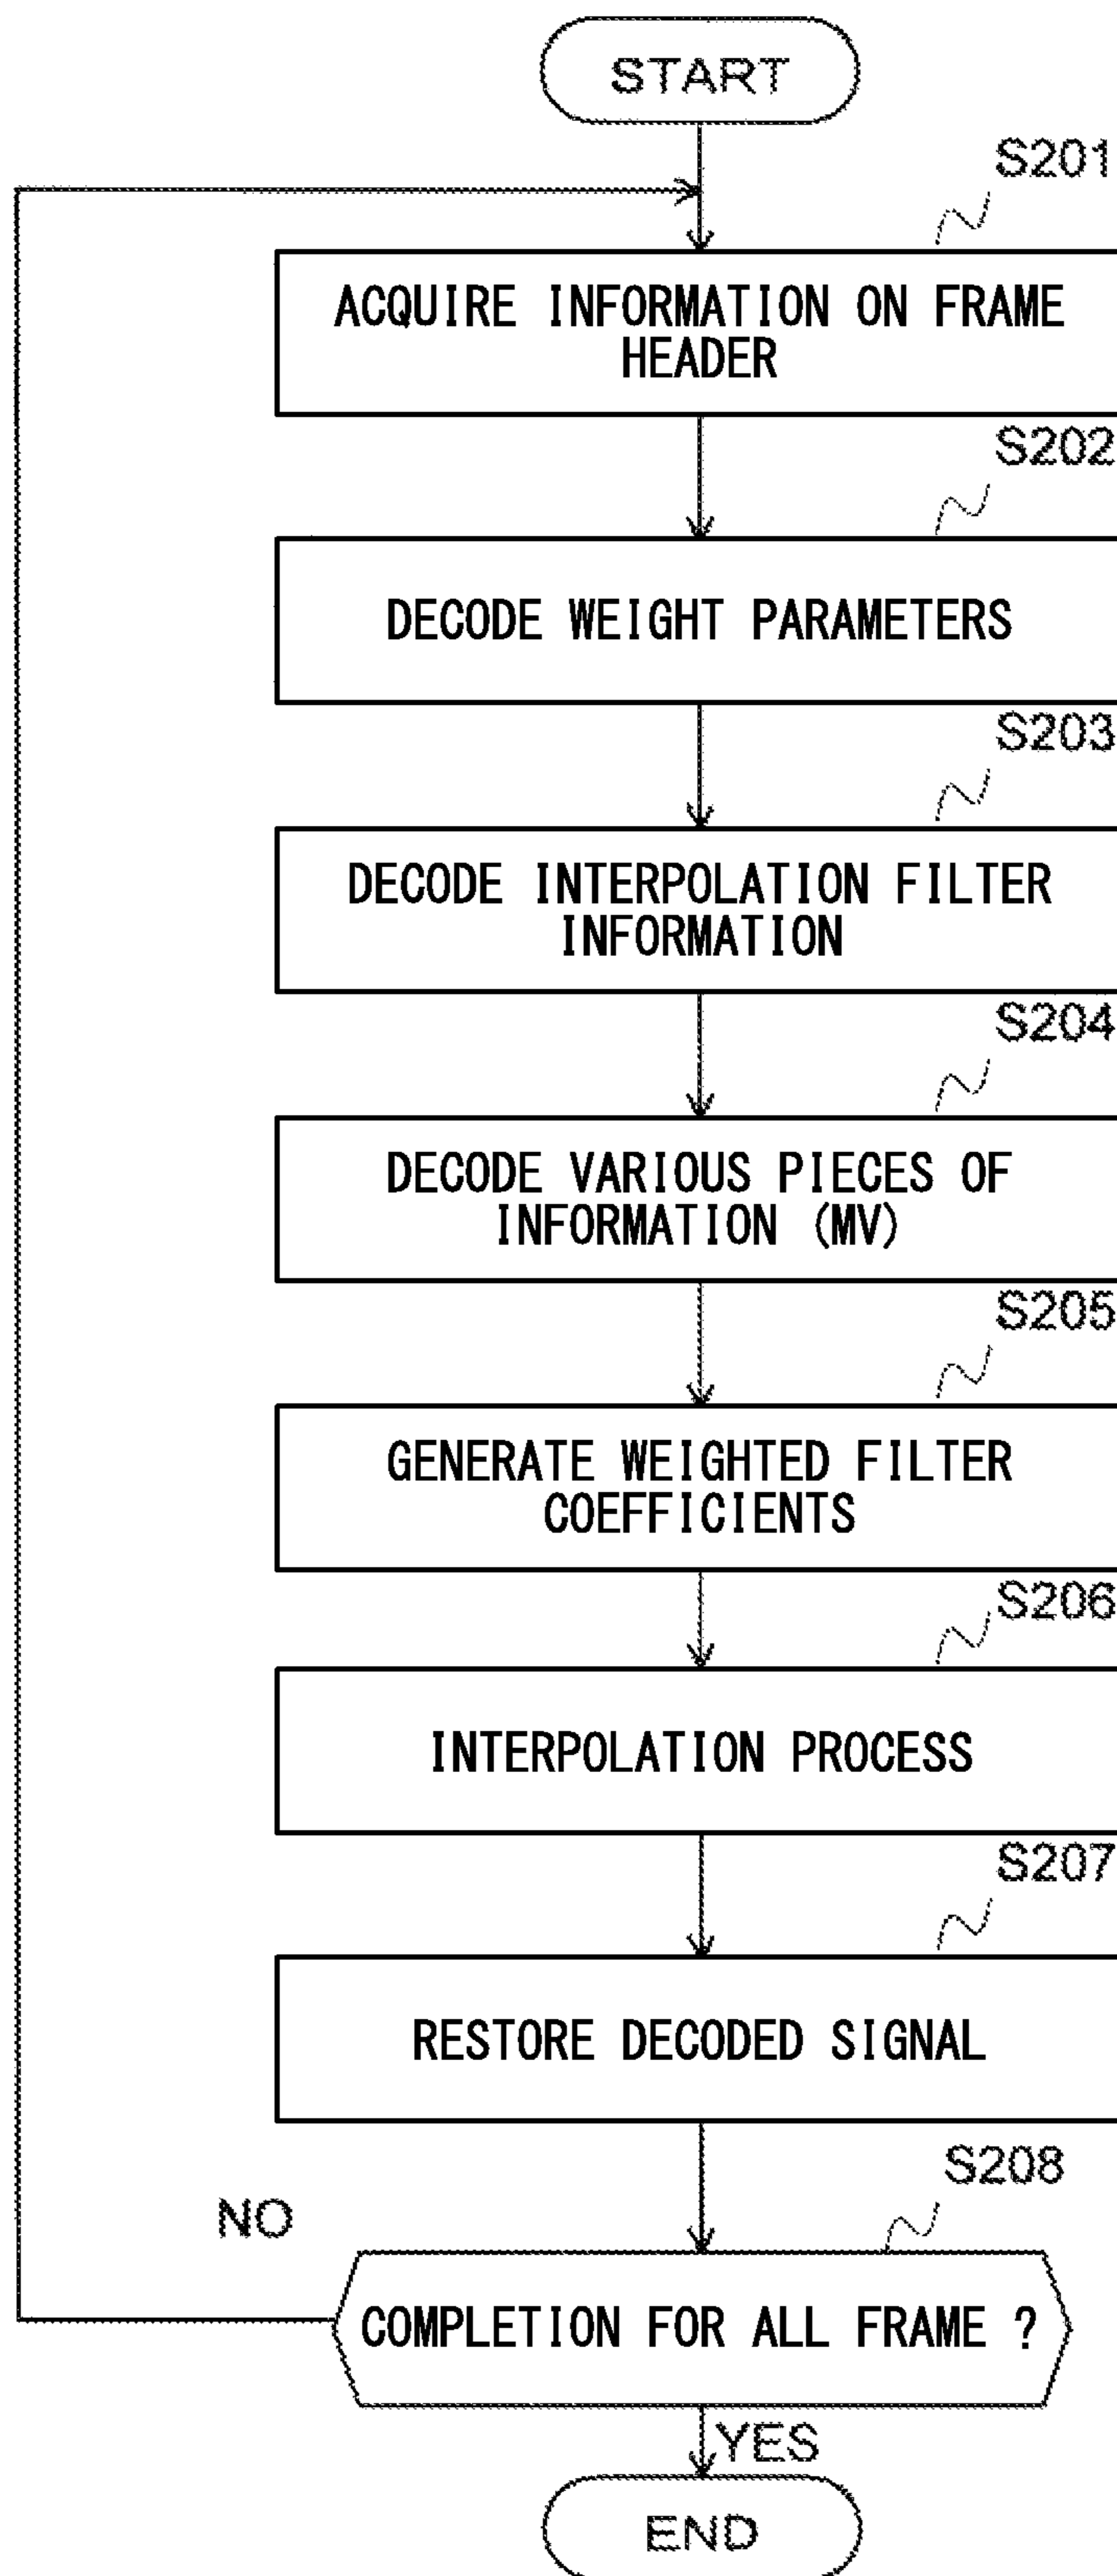 START
S201
ACQUIRE INFORMATION ON FRAME
HEADER
S202
DECODE WEIGHT PARAMETERS
S203
DECODE INTERPOLATION FILTER
INFORMATION
S204
DECODE VARIOUS PIECES OF
INFORMATION (MV)
S205
GENERATE WEIGHTED FILTER
COEFFICIENTS
S206
INTERPOLATION PROCESS
S207
RESTORE DECODED SIGNAL
S208
NO
COMPLETION FOR ALL FRAME ?
YES
END